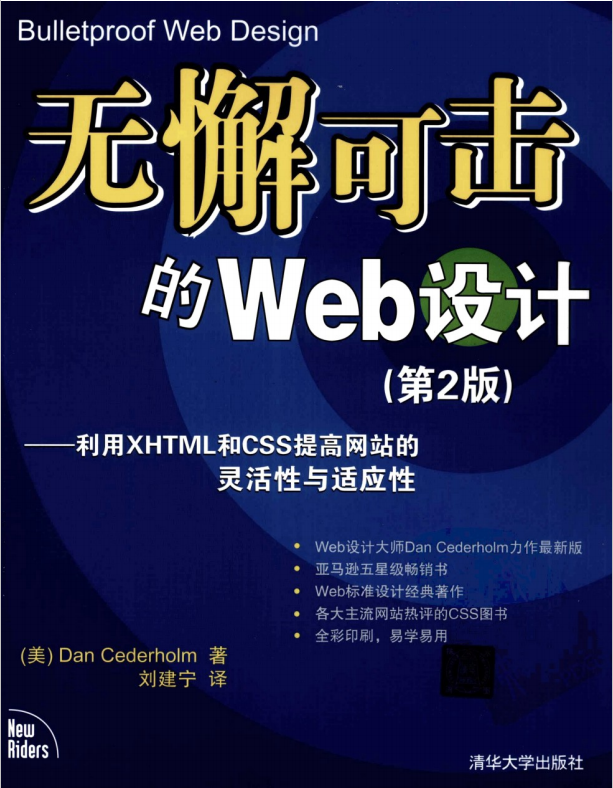 Bulletproof Web Design
无懈可击
的Web设计
(第2版)
——利用XHTML和CSS提高网站的
灵活性与适应性
• Web设计大师Dan Cederholm力作最新版
• 亚马逊五星级畅销书
• Web标准设计经典著作
• 各大主流网站热评的CSS图书
• 全彩印刷，易学易用
(美) Dan Cederholm 著
刘建宁 译
New
Riders
清华大学出版社